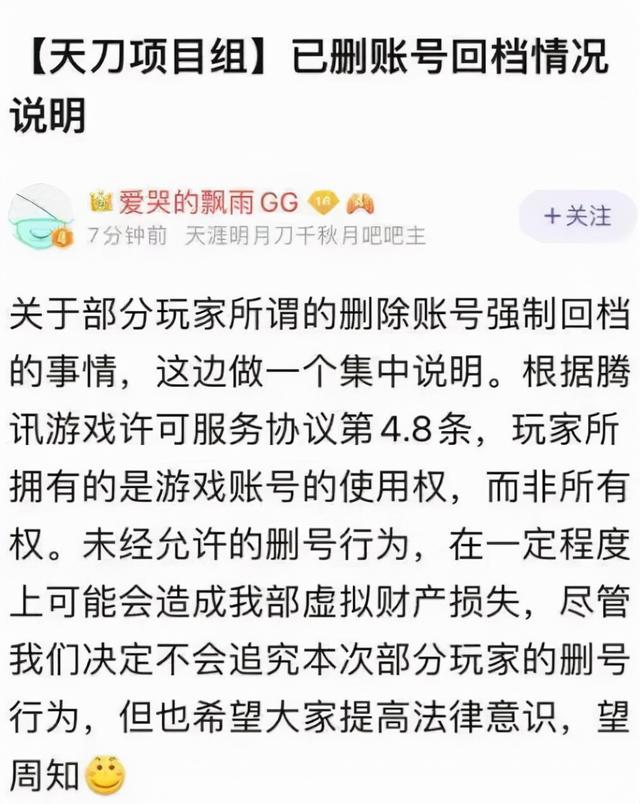 【天刀项目组】已删账号回档情况
说明
爱哭的飘雨GG 16
7分钟前 天涯明月刀千秋月吧吧主
+关注
关于部分玩家所谓的删除账号强制回档
的事情，这边做一个集中说明。根据腾
讯游戏许可服务协议第4.8条，玩家所
拥有的是游戏账号的使用权，而非所有
权。未经允许的删号行为，在一定程度
上可能会造成我部虚拟财产损失，尽管
我们决定不会追究本次部分玩家的删号
行为，但也希望大家提高法律意识，望
周知